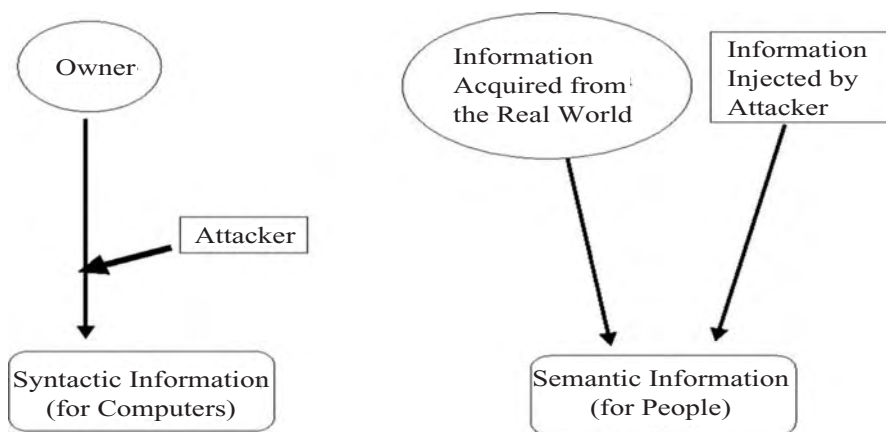 Owner
Attacker
Syntactic Information
(for Computers)
Information
Acquired from
the Real World
Information
Injected by
Attacker
Semantic Information
(for People)